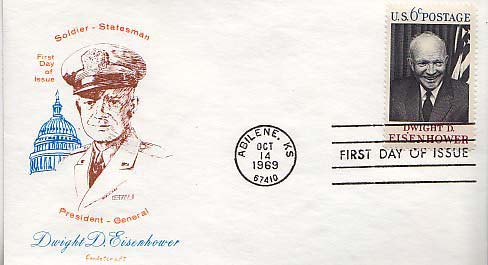 Soldier - Statesman
First
Day
of
Issue
President - General
Dwight D. Eisenhower
U.S. 6¢ POSTAGE
DWIGHT D.
EISENHOWER
ABILENE, KS
OCT
14
1969
67410
FIRST DAY OF ISSUE